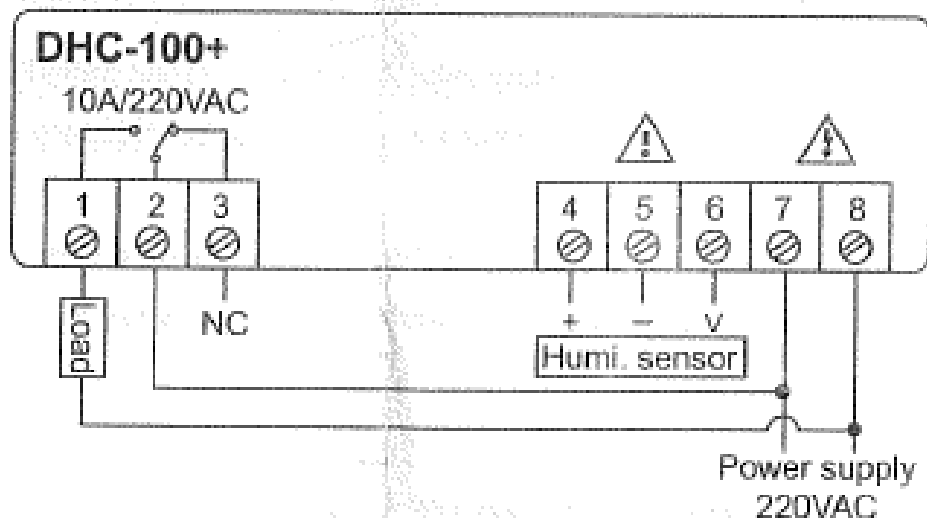 DHC-100+
10A/220VAC
1 2 3 4 5 6 7 8
NC
+ − V
Load
Humi. sensor
Power supply
220VAC